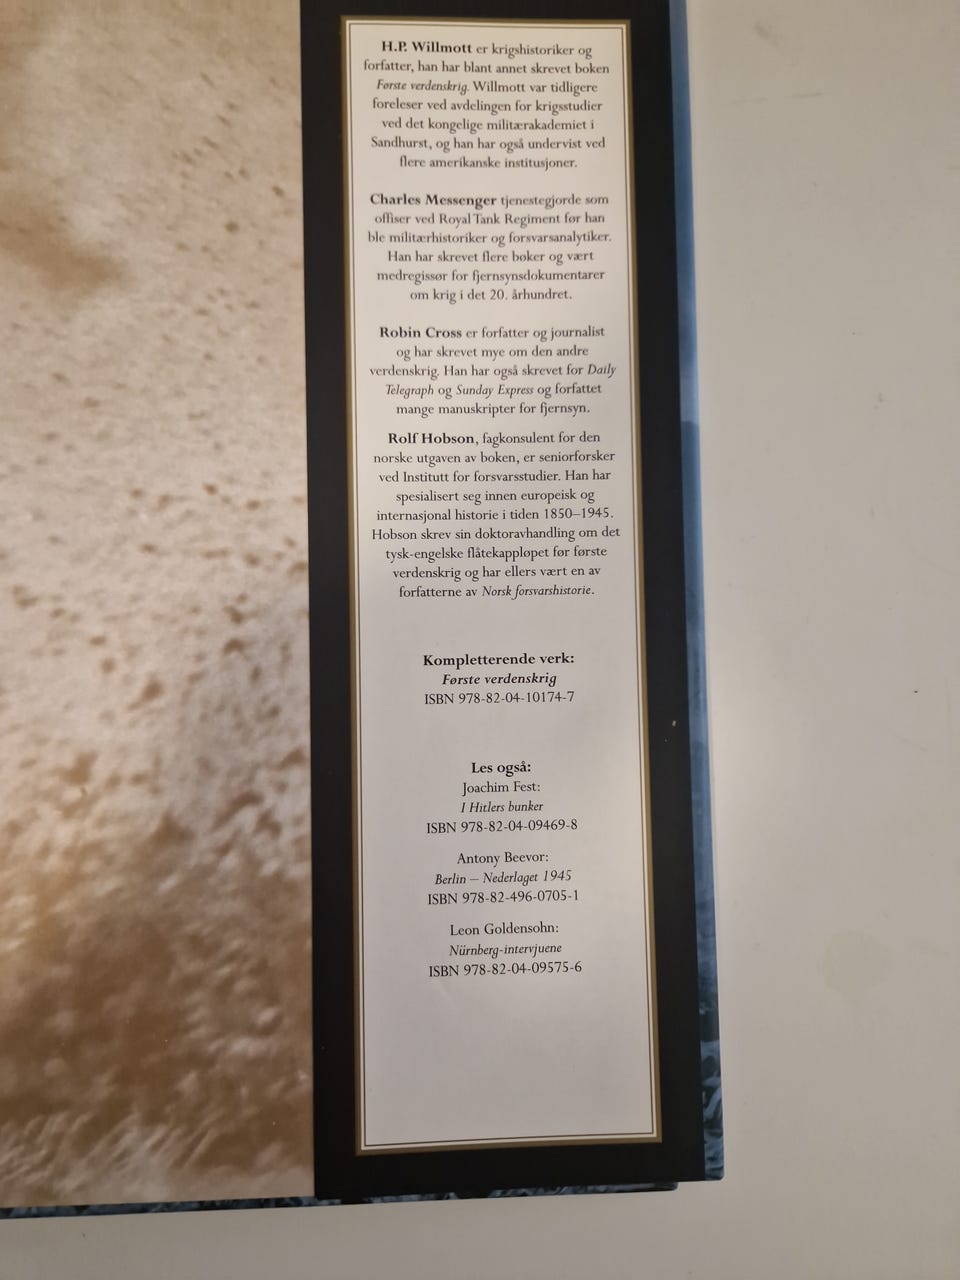 H.P. Willmott er krigshistoriker og
forfatter, han har blant annet skrevet boken
Første verdenskrig. Willmott var tidligere
foreleser ved avdelingen for krigsstudier
ved det kongelige militærakademiet i
Sandhurst, og han har også undervist ved
flere amerikanske institusjoner.
Charles Messenger tjenestegjorde som
offiser ved Royal Tank Regiment før han
ble militærhistoriker og forsvarsanalytiker.
Han har skrevet flere bøker og vært
medregissør for fjernsynsdokumentarer
om krig i det 20. århundret.
Robin Cross er forfatter og journalist
og har skrevet mye om den andre
verdenskrig. Han har også skrevet for Daily
Telegraph og Sunday Express og forfattet
mange manuskripter for fjernsyn.
Rolf Hobson, fagkonsulent for den
norske utgaven av boken, er seniorforsker
ved Institutt for forsvarsstudier. Han har
spesialisert seg innen europeisk og
internasjonal historie i tiden 1850–1945.
Hobson skrev sin doktoravhandling om det
tysk-engelske flåtekappløpet før første
verdenskrig og har ellers vært en av
forfatterne av Norsk forsvarshistorie.
Kompletterende verk:
Første verdenskrig
ISBN 978-82-04-10174-7
Les også:
Joachim Fest:
I Hitlers bunker
ISBN 978-82-04-09469-8
Antony Beevor:
Berlin – Nederlaget 1945
ISBN 978-82-496-0705-1
Leon Goldensohn:
Nürnberg-intervjuene
ISBN 978-82-04-09575-6